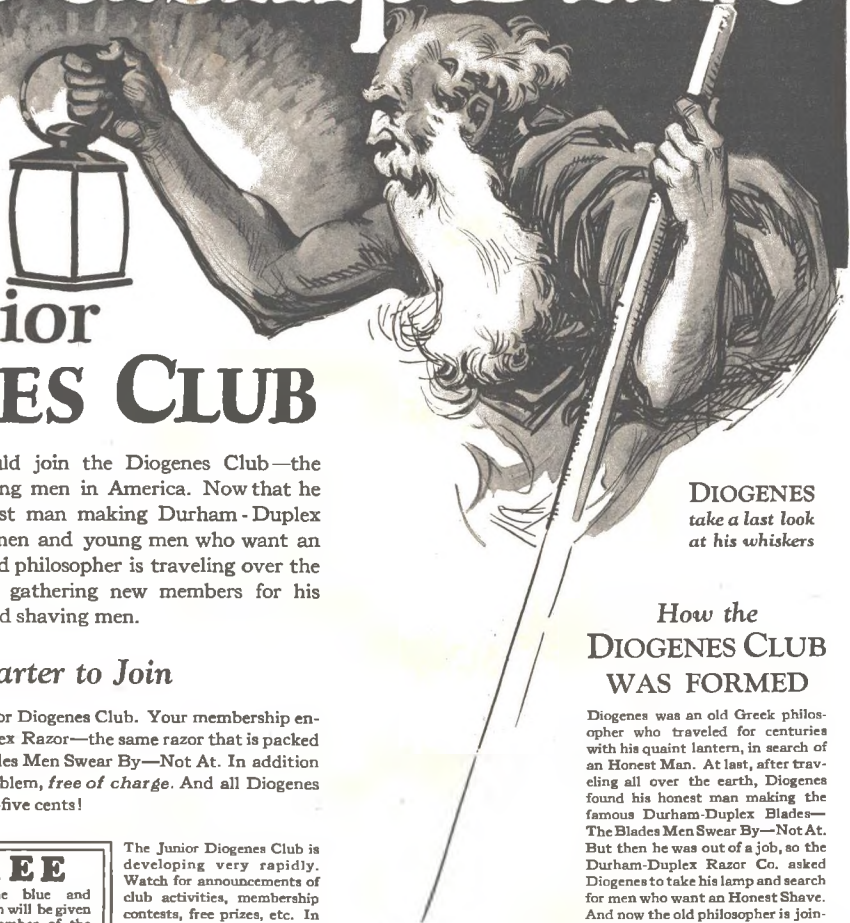 ior
ES CLUB
uld join the Diogenes Club—the
ng men in America. Now that he
st man making Durham-Duplex
men and young men who want an
d philosopher is traveling over the
gathering new members for his
d shaving men.
arter to Join
or Diogenes Club. Your membership en-
ex Razor—the same razor that is packed
des Men Swear By—Not At. In addition
blem, free of charge. And all Diogenes
-five cents!
EE
e blue and
n will be given
mber of the
The Junior Diogenes Club is
developing very rapidly.
Watch for announcements of
club activities, membership
contests, free prizes, etc. In
DIOGENES
take a last look
at his whiskers
How the
DIOGENES CLUB
WAS FORMED
Diogenes was an old Greek philos-
opher who traveled for centuries
with his quaint lantern, in search of
an Honest Man. At last, after trav-
eling all over the earth, Diogenes
found his honest man making the
famous Durham-Duplex Blades—
The Blades Men Swear By—Not At.
But then he was out of a job, so the
Durham-Duplex Razor Co. asked
Diogenes to take his lamp and search
for men who want an Honest Shave.
And now the old philosopher is join-